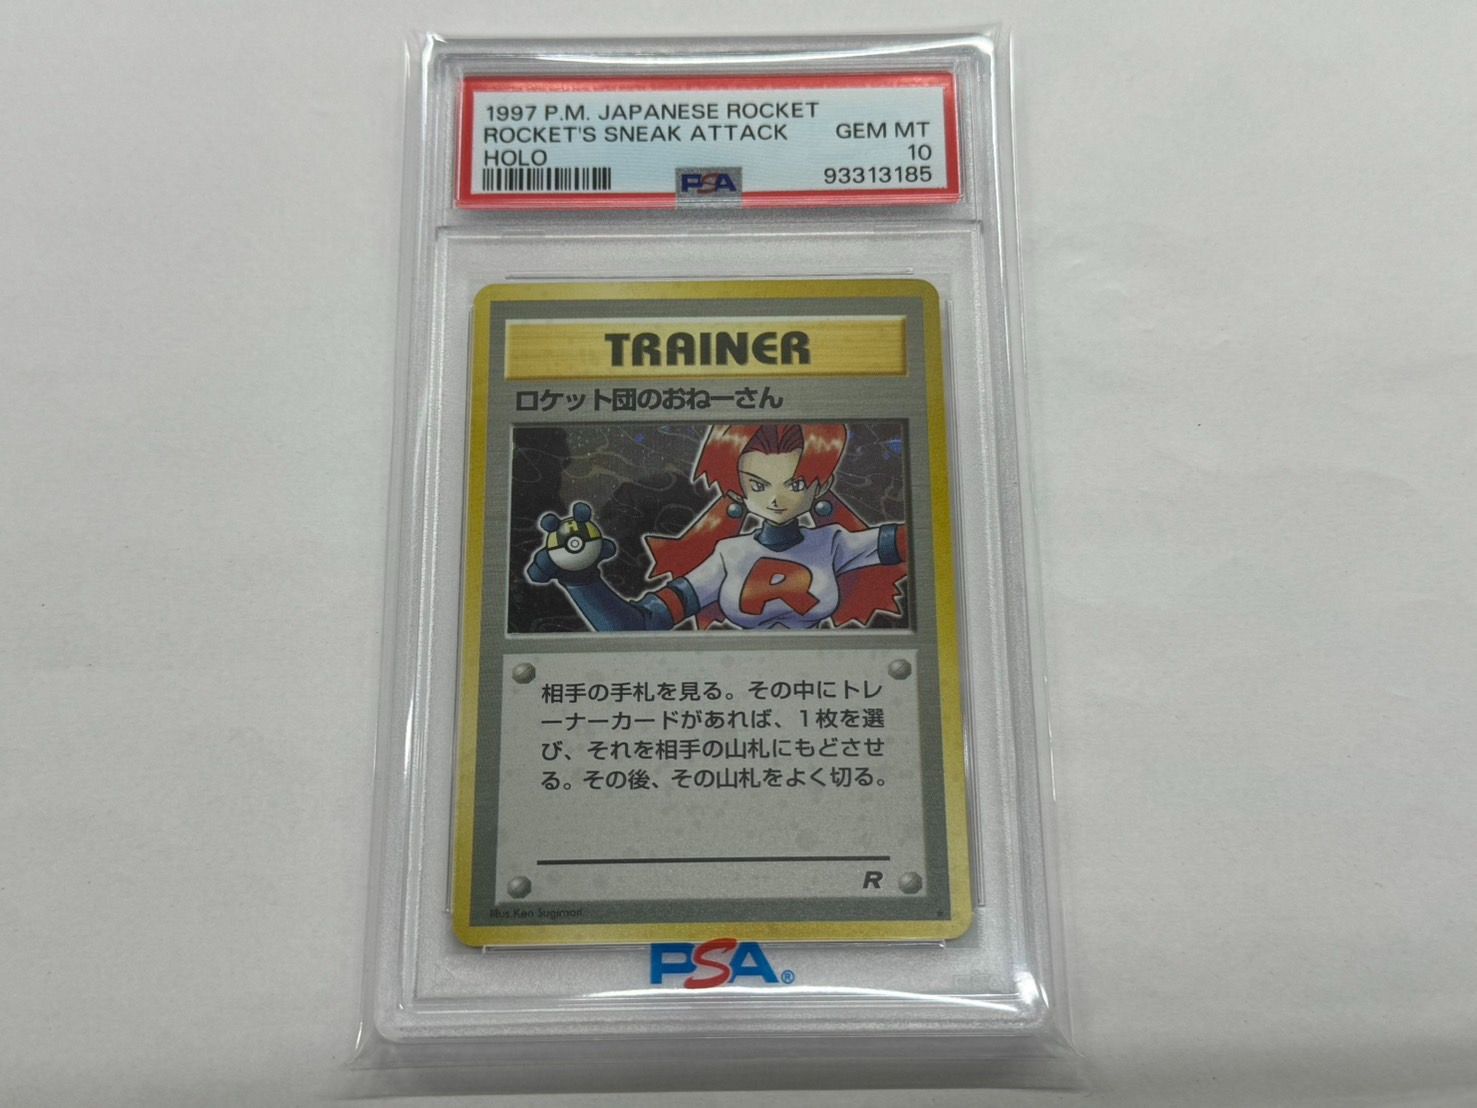 1997 P.M. JAPANESE ROCKET
ROCKET'S SNEAK ATTACK GEM MT
HOLO 10
PSA 93313185
TRAINER
ロケット団のおねーさん
R
相手の手札を見る。その中にトレ
ーナーカードがあれば、1枚を選
び、それを相手の山札にもどさせ
る。その後、その山札をよく切る。
R
Illus.Ken Sugimori
PSA®